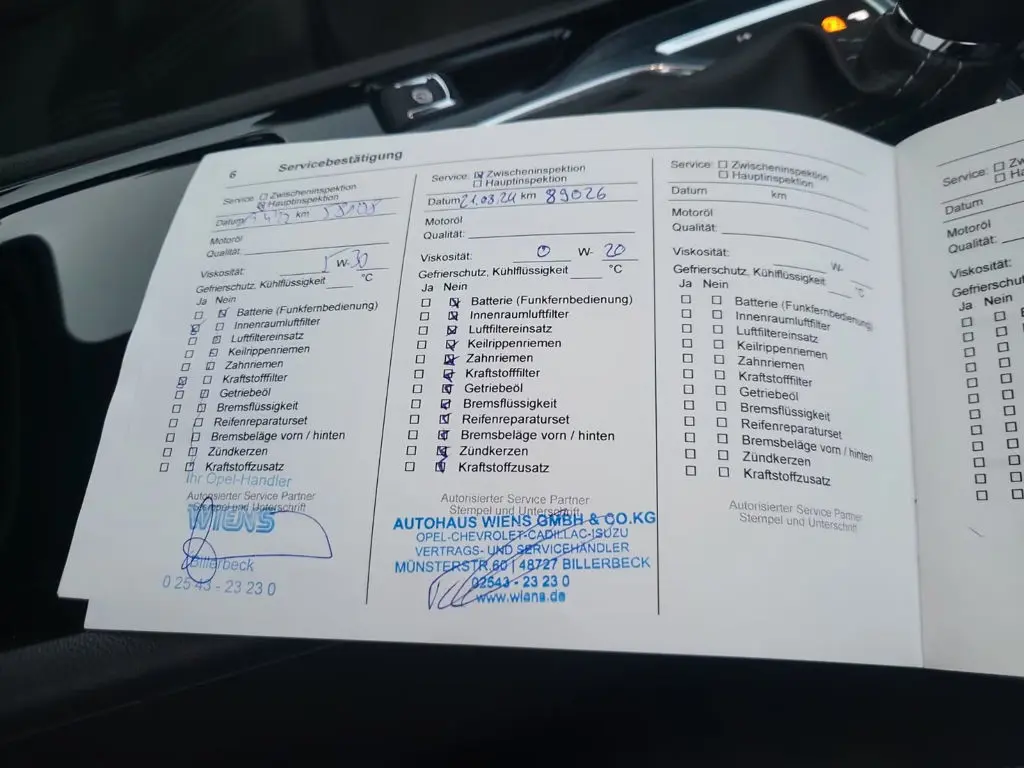 6 Servicebestätigung
Service: Zwischeninspektion
Hauptinspektion
Datum km
Motoröl
Qualität:
Viskosität: 5 W-30
Gefrierschutz, Kühlflüssigkeit °C
Ja Nein
Batterie (Funkfernbedienung)
Innenraumluftfilter
Luftfiltereinsatz
Keilrippenriemen
Zahnriemen
Kraftstofffilter
Getriebeöl
Bremsflüssigkeit
Reifenreparaturset
Bremsbeläge vorn / hinten
Zündkerzen
Kraftstoffzusatz
Ihr Opel-Händler
Autorisierter Service Partner
Stempel und Unterschrift
WIENS
Billerbeck
0 25 43 - 23 23 0
Service: Zwischeninspektion
Hauptinspektion
Datum 21.03.24 km 89026
Motoröl
Qualität:
Viskosität: 0 W- 20
Gefrierschutz, Kühlflüssigkeit °C
Ja Nein
Batterie (Funkfernbedienung)
Innenraumluftfilter
Luftfiltereinsatz
Keilrippenriemen
Zahnriemen
Kraftstofffilter
Getriebeöl
Bremsflüssigkeit
Reifenreparaturset
Bremsbeläge vorn / hinten
Zündkerzen
Kraftstoffzusatz
Autorisierter Service Partner
Stempel und Unterschrift
AUTOHAUS WIENS GMBH & CO.KG
OPEL-CHEVROLET-CADILLAC-ISUZU
VERTRAGS- UND SERVICEHÄNDLER
MÜNSTERSTR.60 | 48727 BILLERBECK
02543 - 23 23 0
www.wiens.de
Service: Zwischeninspektion
Hauptinspektion
Datum km
Motoröl
Qualität:
Viskosität: W-
Gefrierschutz, Kühlflüssigkeit °C
Ja Nein
Batterie (Funkfernbedienung)
Innenraumluftfilter
Luftfiltereinsatz
Keilrippenriemen
Zahnriemen
Kraftstofffilter
Getriebeöl
Bremsflüssigkeit
Reifenreparaturset
Bremsbeläge vorn / hinten
Zündkerzen
Kraftstoffzusatz
Autorisierter Service Partner
Stempel und Unterschrift
Service:
Datum
Motoröl
Qualität:
Viskosität:
Ja Nein